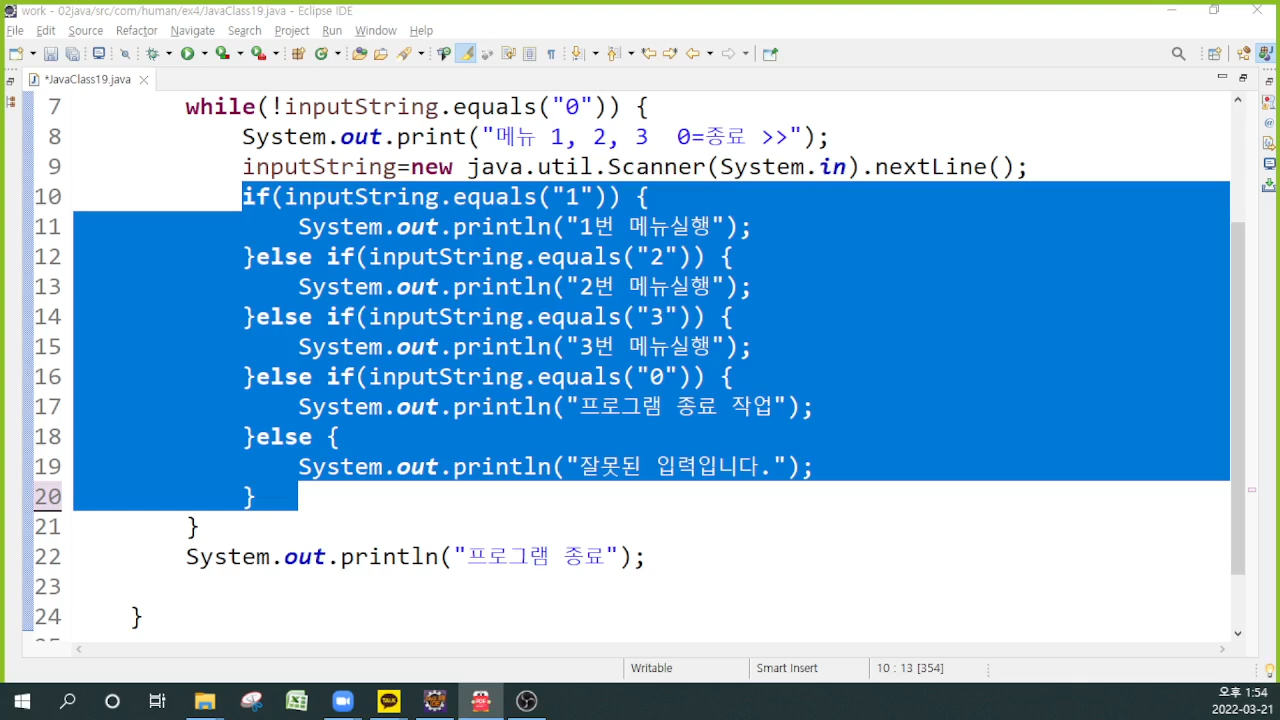 work - 02java/src/com/human/ex4/JavaClass19.java - Eclipse IDE
File Edit Source Refactor Navigate Search Project Run Window Help
*JavaClass19.java
7 while(!inputString.equals("0")) {
8 System.out.print("메뉴 1, 2, 3  0=종료 >>");
9 inputString=new java.util.Scanner(System.in).nextLine();
10 if(inputString.equals("1")) {
11 System.out.println("1번 메뉴실행");
12 }else if(inputString.equals("2")) {
13 System.out.println("2번 메뉴실행");
14 }else if(inputString.equals("3")) {
15 System.out.println("3번 메뉴실행");
16 }else if(inputString.equals("0")) {
17 System.out.println("프로그램 종료 작업");
18 }else {
19 System.out.println("잘못된 입력입니다.");
20 }
21 }
22 System.out.println("프로그램 종료");
23
24 }
Writable Smart Insert 10 : 13 [354]
TALK
PDF
오후 1:54
2022-03-21